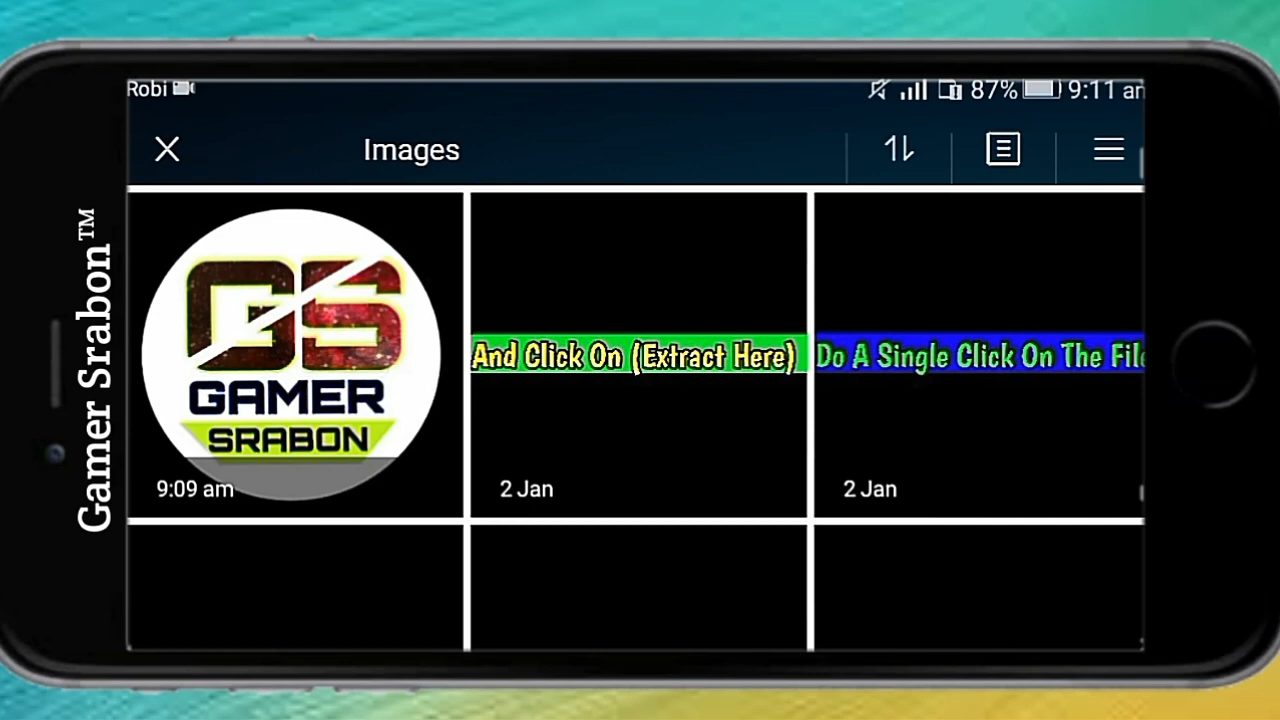 Robi
87% 9:11 am
Images
GS
GAMER
SRABON
And Click On (Extract Here)
Do A Single Click On The File
9:09 am
2 Jan
2 Jan
Gamer Srabon™